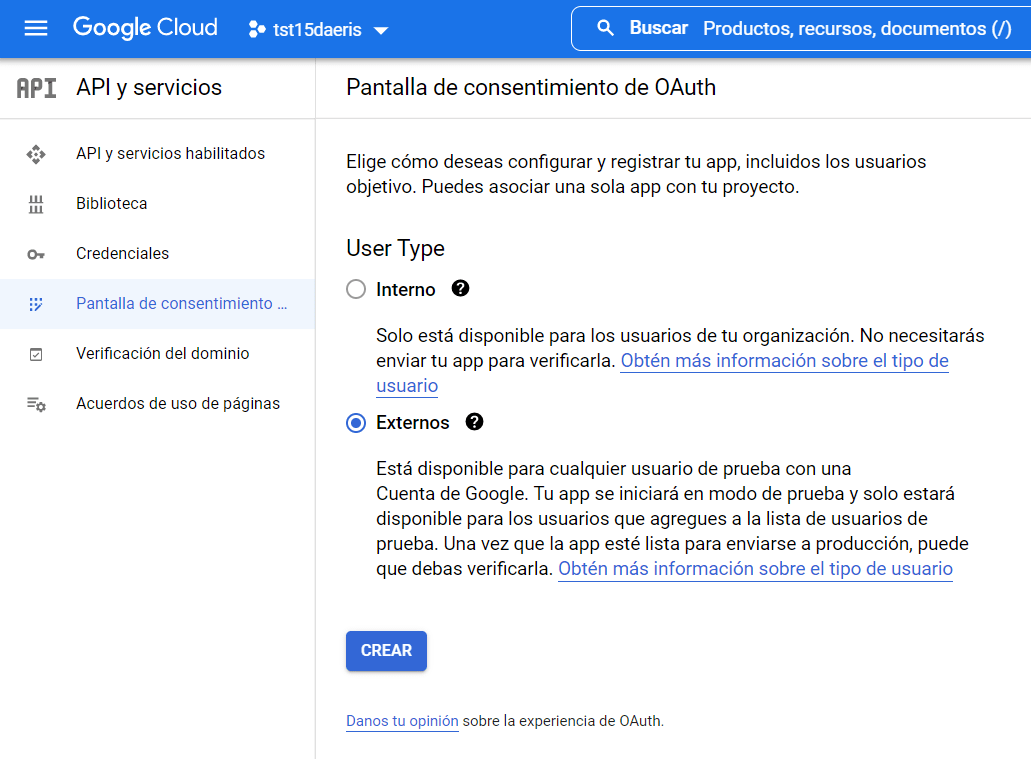 Google Cloud
tst15daeris
Buscar Productos, recursos, documentos (/)
API API y servicios
API y servicios habilitados
Biblioteca
Credenciales
Pantalla de consentimiento ...
Verificación del dominio
Acuerdos de uso de páginas
Pantalla de consentimiento de OAuth
Elige cómo deseas configurar y registrar tu app, incluidos los usuarios
objetivo. Puedes asociar una sola app con tu proyecto.
User Type
Interno ?
Solo está disponible para los usuarios de tu organización. No necesitarás
enviar tu app para verificarla. Obtén más información sobre el tipo de
usuario
Externos ?
Está disponible para cualquier usuario de prueba con una
Cuenta de Google. Tu app se iniciará en modo de prueba y solo estará
disponible para los usuarios que agregues a la lista de usuarios de
prueba. Una vez que la app esté lista para enviarse a producción, puede
que debas verificarla. Obtén más información sobre el tipo de usuario
CREAR
Danos tu opinión sobre la experiencia de OAuth.